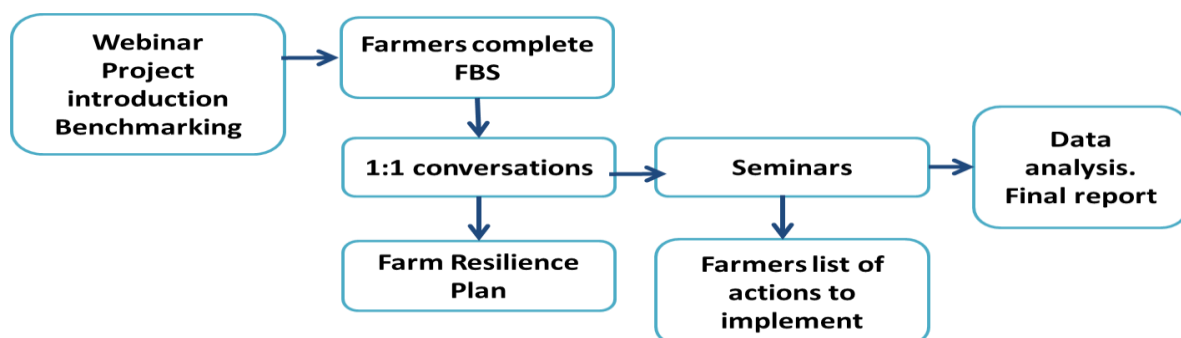 Webinar
Project
introduction
Benchmarking
Farmers complete
FBS
1:1 conversations
Farm Resilience
Plan
Seminars
Farmers list of
actions to
implement
Data
analysis.
Final report